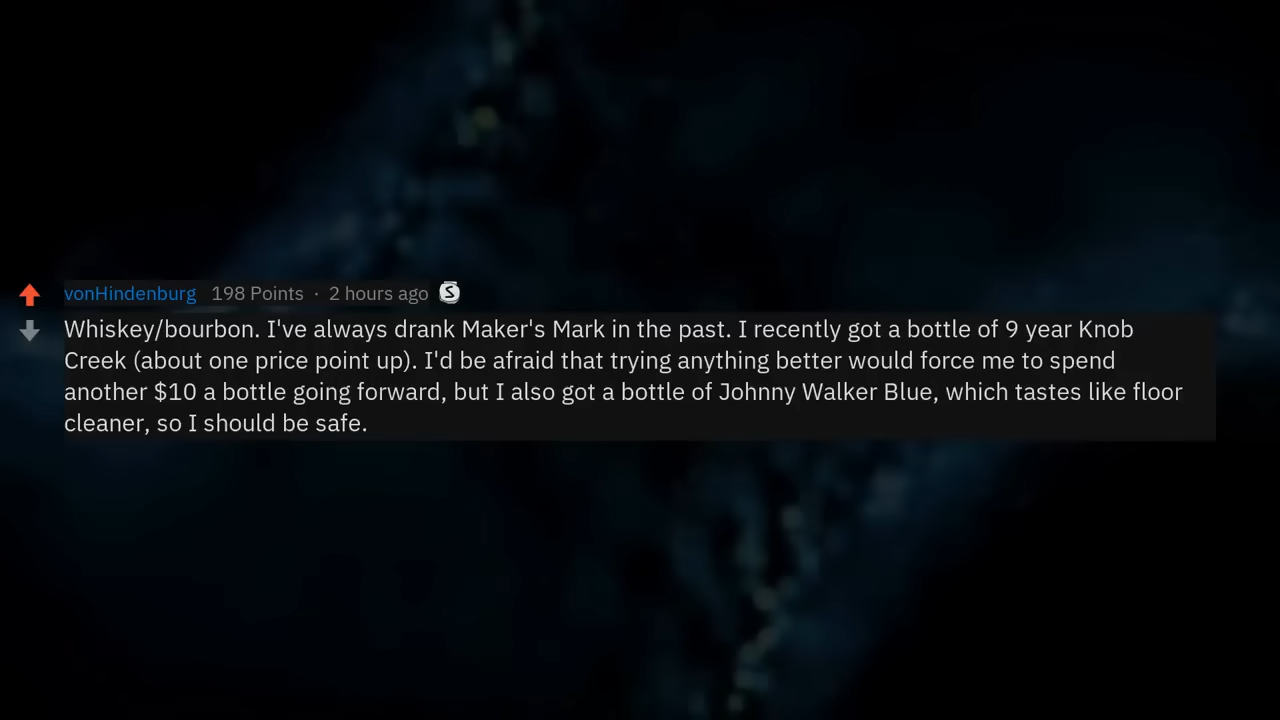 vonHindenburg 198 Points · 2 hours ago S
Whiskey/bourbon. I've always drank Maker's Mark in the past. I recently got a bottle of 9 year Knob
Creek (about one price point up). I'd be afraid that trying anything better would force me to spend
another $10 a bottle going forward, but I also got a bottle of Johnny Walker Blue, which tastes like floor
cleaner, so I should be safe.